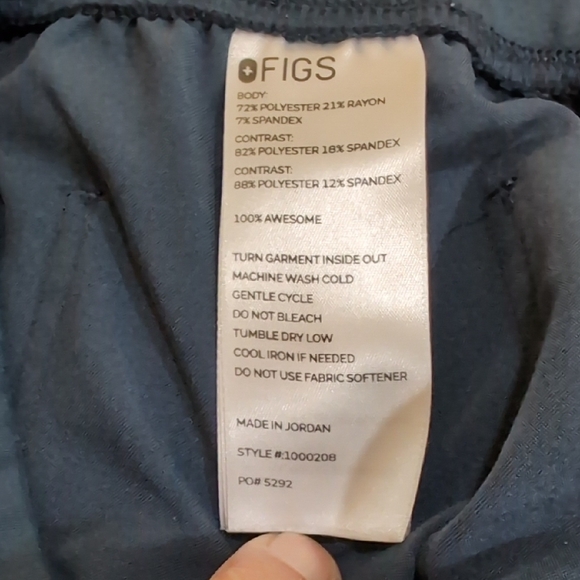 FIGS
BODY:
72% POLYESTER 21% RAYON
7% SPANDEX
CONTRAST:
82% POLYESTER 18% SPANDEX
CONTRAST:
88% POLYESTER 12% SPANDEX
100% AWESOME
TURN GARMENT INSIDE OUT
MACHINE WASH COLD
GENTLE CYCLE
DO NOT BLEACH
TUMBLE DRY LOW
COOL IRON IF NEEDED
DO NOT USE FABRIC SOFTENER
MADE IN JORDAN
STYLE #:1000208
PO# 5292